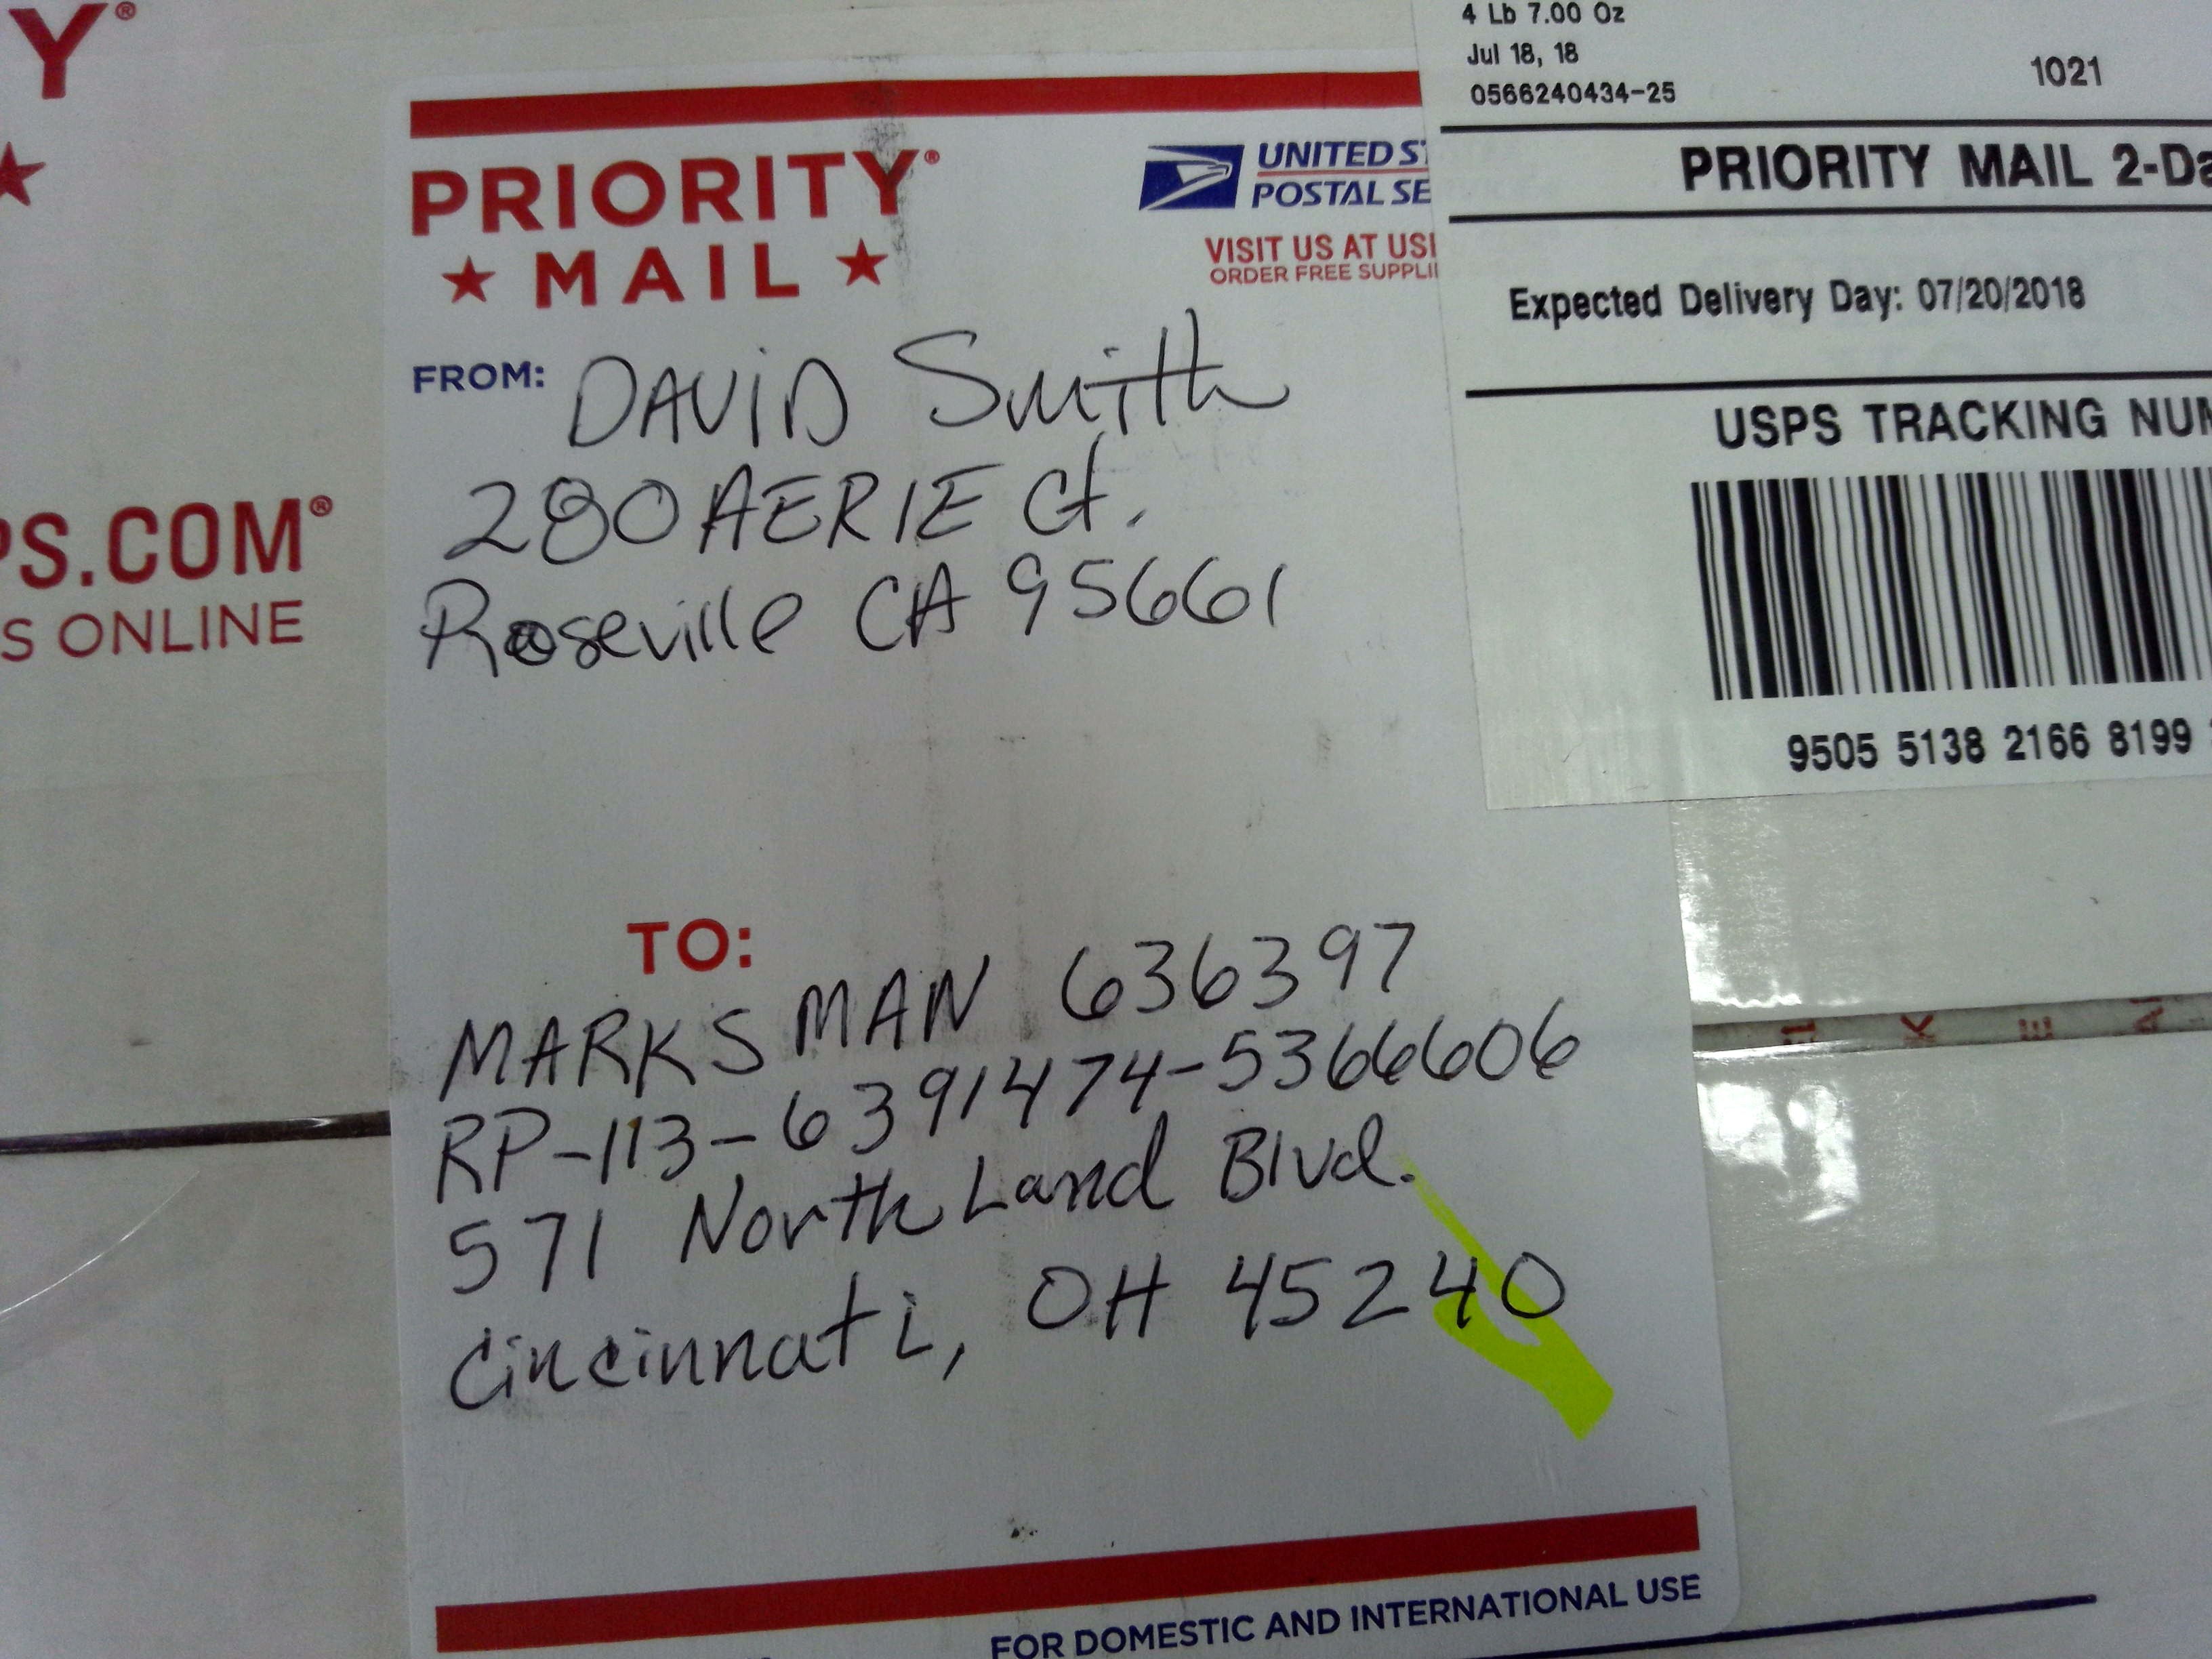 Y®
PS.COM®
S ONLINE
PRIORITY®
MAIL
UNITED ST
POSTAL SE
VISIT US AT USP
ORDER FREE SUPPLI
FROM: DAVID Smith
280 AERIE Ct.
Roseville CA 95661
TO:
MARKSMAN 636397
RP-113-6391474-5366606
571 NorthLand Blvd.
Cincinnati, OH 45240
FOR DOMESTIC AND INTERNATIONAL USE
4 Lb 7.00 Oz
Jul 18, 18
0566240434-25
1021
PRIORITY MAIL 2-Da
Expected Delivery Day: 07/20/2018
USPS TRACKING NUM
9505 5138 2166 8199